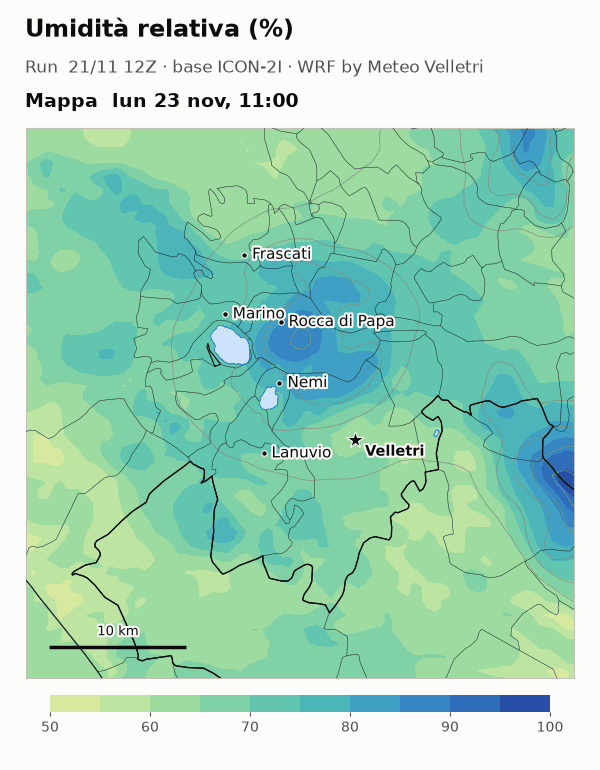 Umidità relativa (%)
Run  21/11 12Z · base ICON-2I · WRF by Meteo Velletri
Mappa  lun 23 nov, 11:00
Frascati
Marino
Rocca di Papa
Nemi
Lanuvio
Velletri
10 km
50 60 70 80 90 100